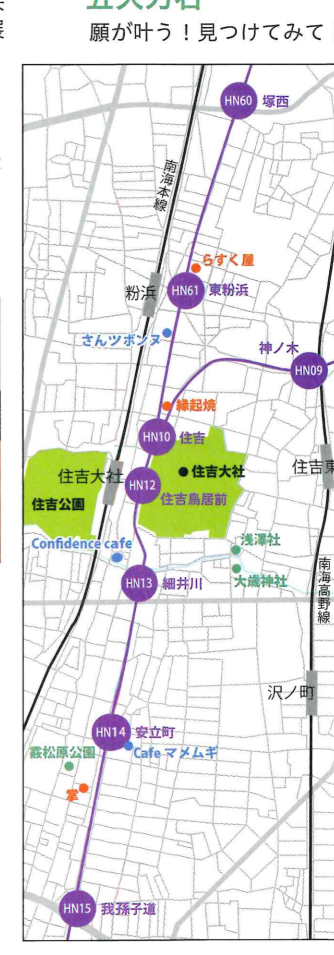 五大力石
願が叶う！見つけてみて
HN60 塚西
南海本線
らすく屋
粉浜
HN61 東粉浜
さんツボンヌ
神ノ木
HN09
縁起焼
HN10 住吉
住吉大社
住吉大社
住吉東
HN12
住吉公園
住吉鳥居前
Confidence cafe
浅澤社
HN13 細井川
大歳神社
南海高野線
沢ノ町
HN14 安立町
Cafe マメムギ
霰松原公園
掌
HN15 我孫子道